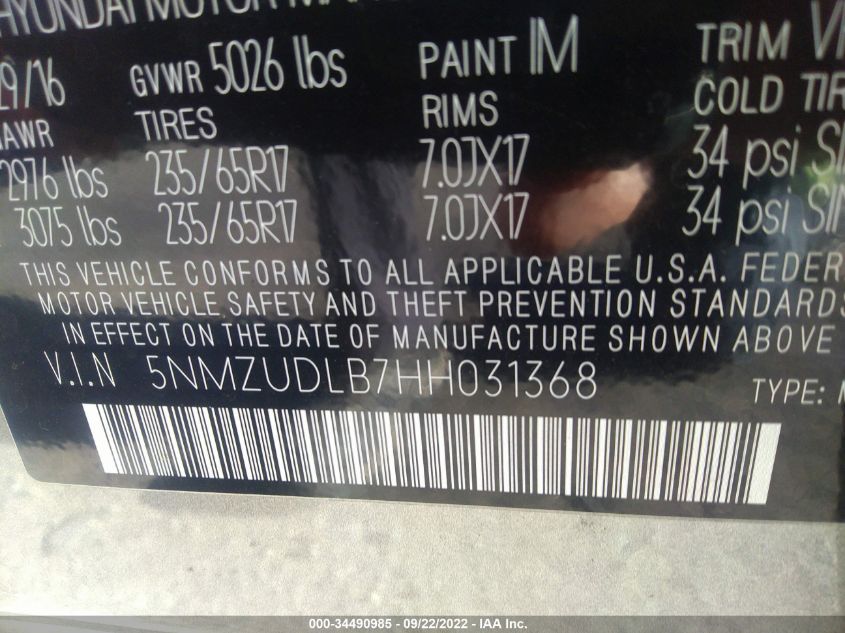 HYUNDAI MOTOR
29/16 GVWR 5026 lbs PAINT IM TRIM
TIRES RIMS COLD
2976 lbs 235/65R17 7.0JX17 34 psi
3075 lbs 235/65R17 7.0JX17 34 psi
THIS VEHICLE CONFORMS TO ALL APPLICABLE U.S.A. FEDER
MOTOR VEHICLE SAFETY AND THEFT PREVENTION STANDARDS
IN EFFECT ON THE DATE OF MANUFACTURE SHOWN ABOVE
V.I.N 5NMZUDLB7HH031368 TYPE:
000-34490985 - 09/22/2022 - IAA Inc.